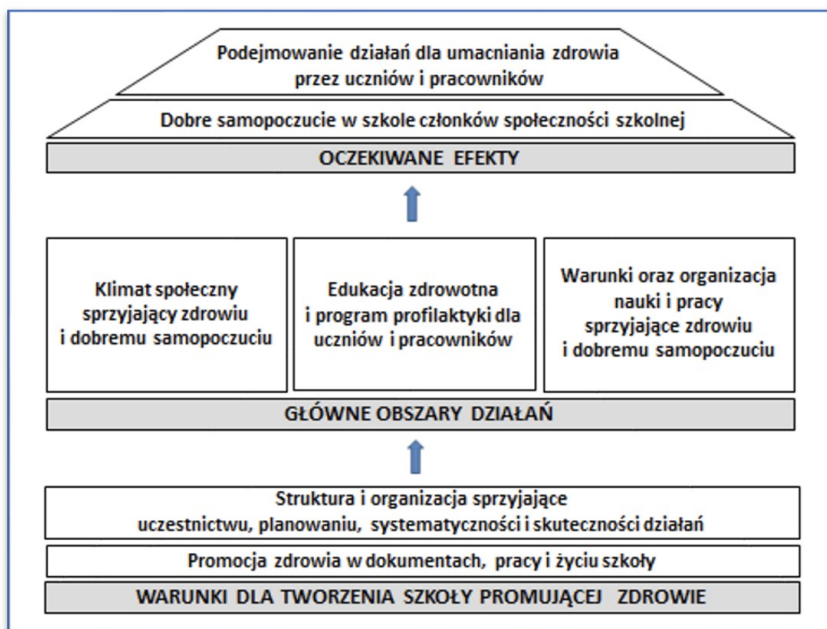 Podejmowanie działań dla umacniania zdrowia
przez uczniów i pracowników
Dobre samopoczucie w szkole członków społeczności szkolnej
OCZEKIWANE EFEKTY
Klimat społeczny
sprzyjający zdrowiu
i dobremu samopoczuciu
Edukacja zdrowotna
i program profilaktyki dla
uczniów i pracowników
Warunki oraz organizacja
nauki i pracy
sprzyjające zdrowiu
i dobremu samopoczuciu
GŁÓWNE OBSZARY DZIAŁAŃ
Struktura i organizacja sprzyjające
uczestnictwu, planowaniu, systematyczności i skuteczności działań
Promocja zdrowia w dokumentach, pracy i życiu szkoły
WARUNKI DLA TWORZENIA SZKOŁY PROMUJĄCEJ ZDROWIE